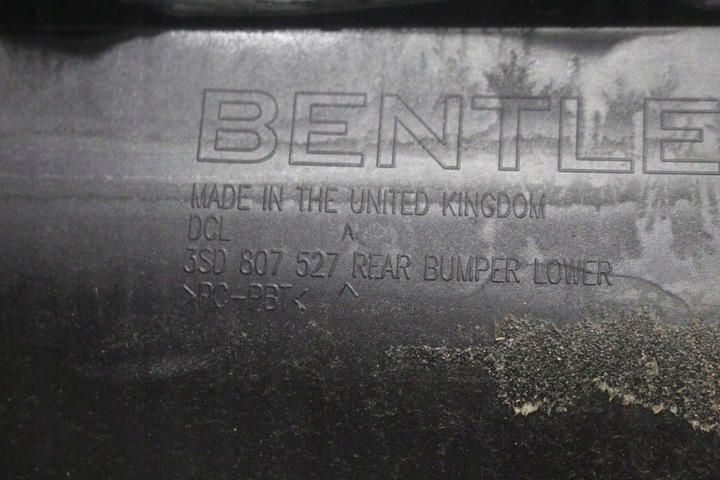 BENTLE
MADE IN THE UNITED KINGDOM
DCL
3SD 807 527 REAR BUMPER LOWER
>PC-PBT<